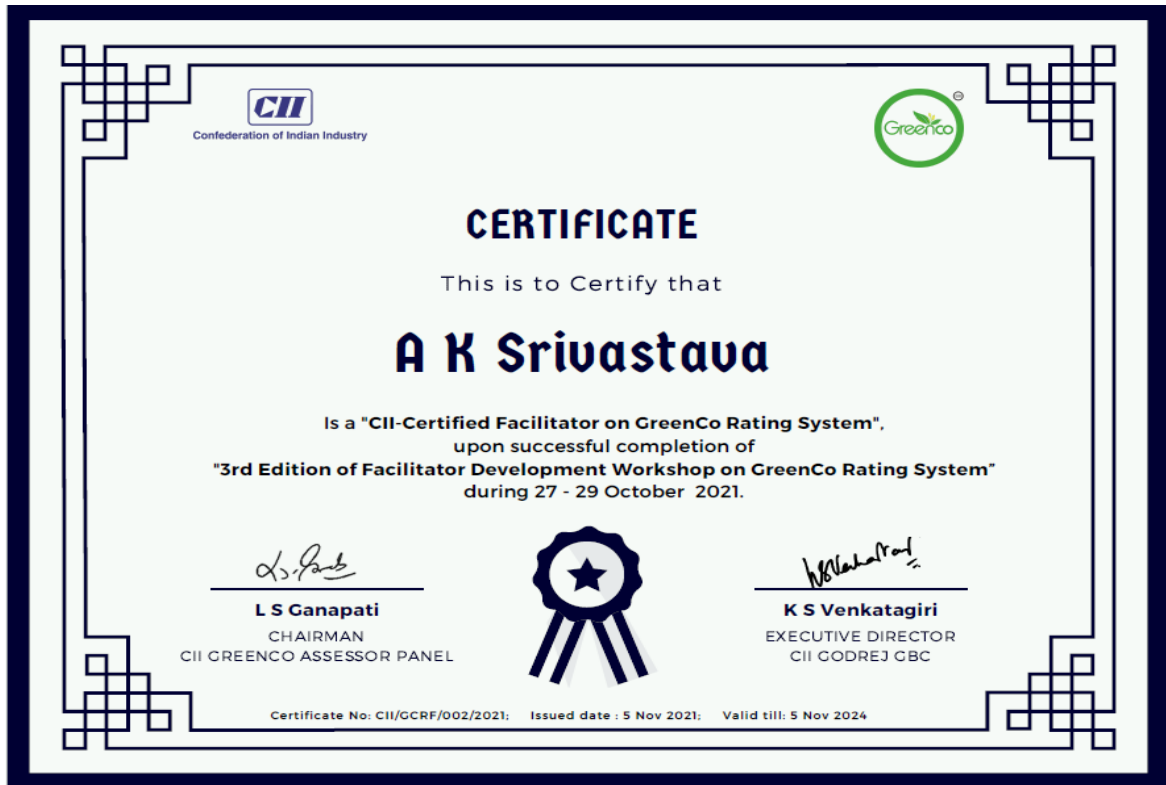 CII
Confederation of Indian Industry
Greenco
CERTIFICATE
This is to Certify that
A K Srivastava
Is a "CII-Certified Facilitator on GreenCo Rating System",
upon successful completion of
"3rd Edition of Facilitator Development Workshop on GreenCo Rating System"
during 27 - 29 October 2021.
L S Ganapati
CHAIRMAN
CII GREENCO ASSESSOR PANEL
K S Venkatagiri
EXECUTIVE DIRECTOR
CII GODREJ GBC
Certificate No: CII/GCRF/002/2021; Issued date : 5 Nov 2021; Valid till: 5 Nov 2024